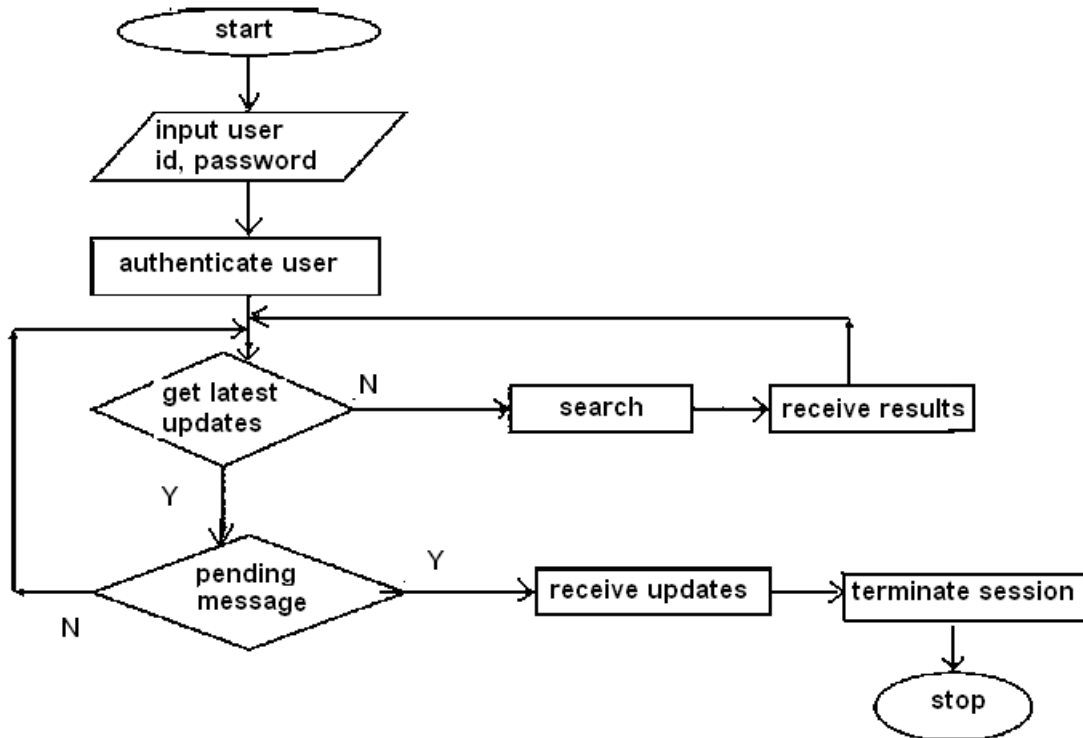 start
input user
id, password
authenticate user
get latest
updates
N
search
receive results
Y
pending
message
Y
receive updates
terminate session
N
stop